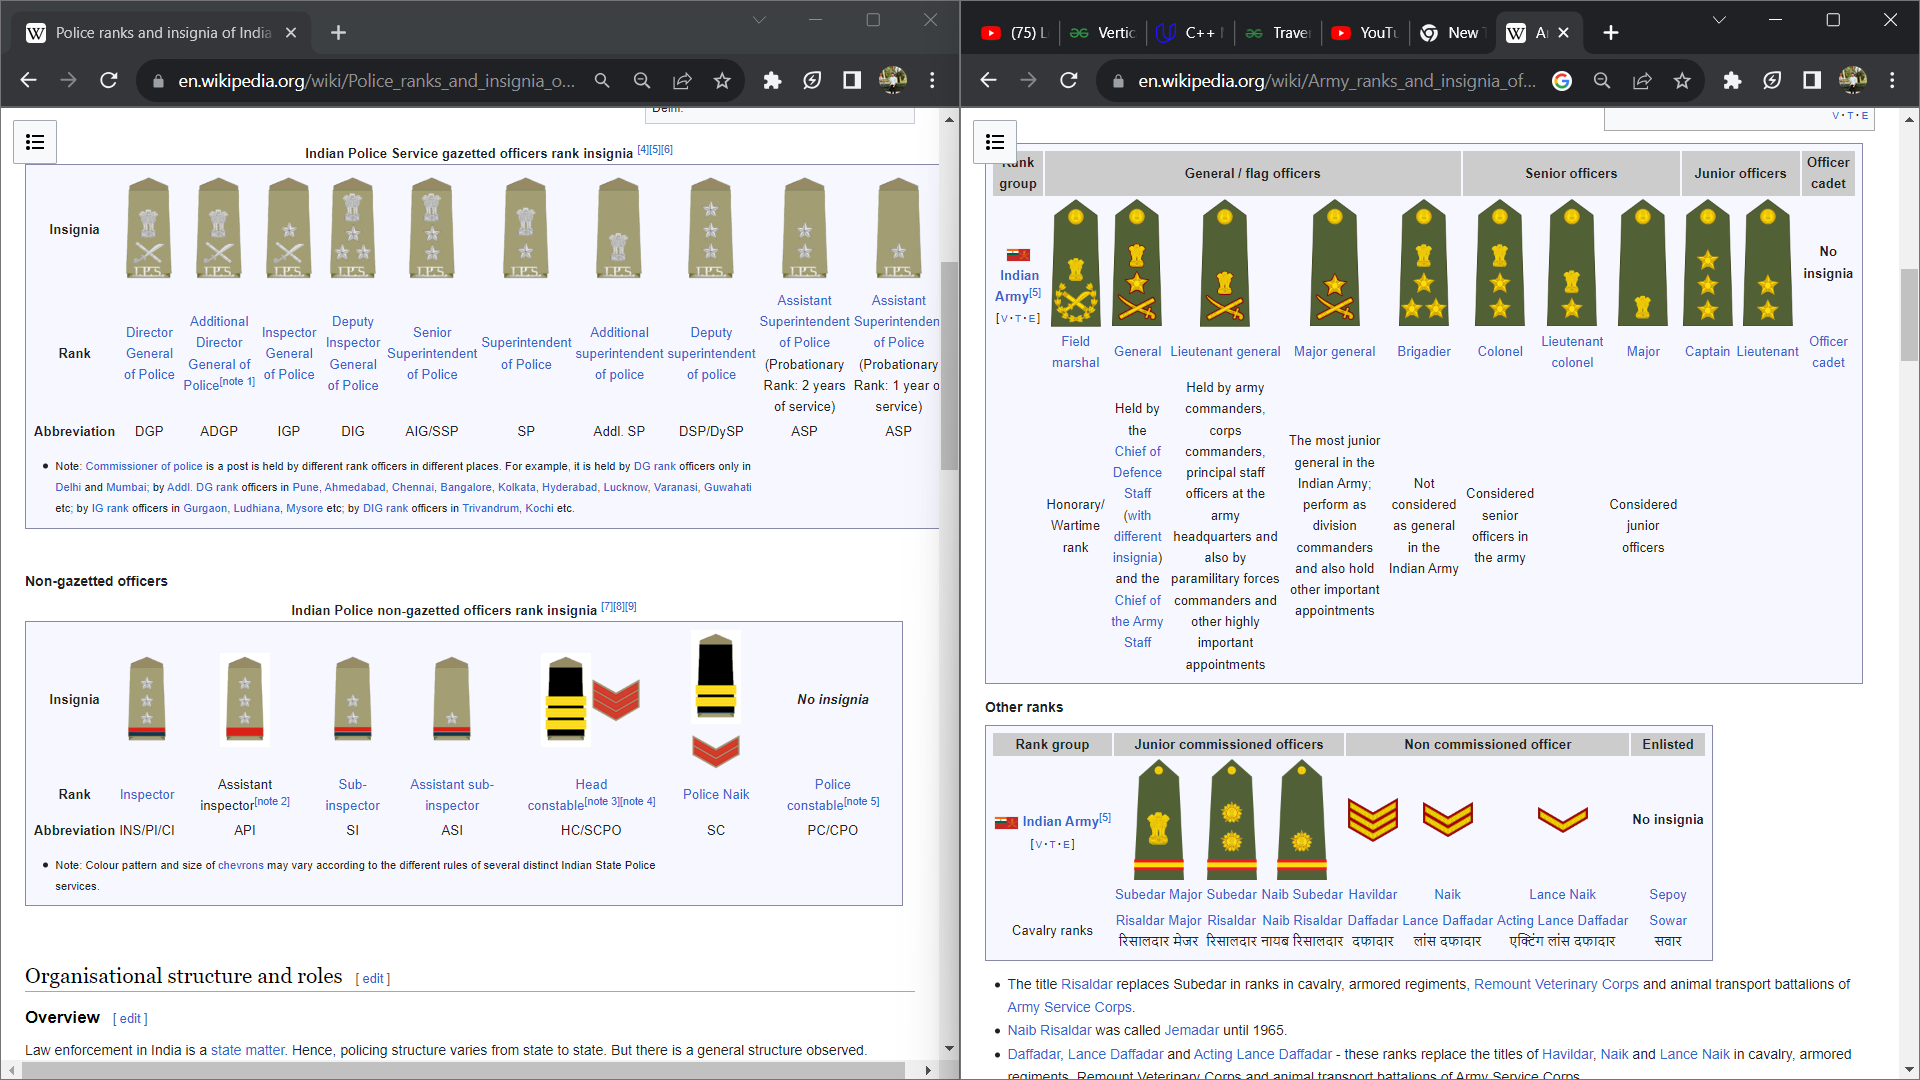 Police ranks and insignia of India
en.wikipedia.org/wiki/Police_ranks_and_insignia_o...
Delhi.
Indian Police Service gazetted officers rank insignia [4][5][6]
Insignia
I.P.S. I.P.S. I.P.S. I.P.S. I.P.S. I.P.S. I.P.S. I.P.S. I.P.S. I.P.S.
Rank
Director General of Police
Additional Director General of Police[note 1]
Inspector General of Police
Deputy Inspector General of Police
Senior Superintendent of Police
Superintendent of Police
Additional superintendent of police
Deputy superintendent of police
Assistant Superintendent of Police (Probationary Rank: 2 years of service)
Assistant Superintendent of Police (Probationary Rank: 1 year o service)
Abbreviation DGP ADGP IGP DIG AIG/SSP SP Addl. SP DSP/DySP ASP ASP
• Note: Commissioner of police is a post is held by different rank officers in different places. For example, it is held by DG rank officers only in
Delhi and Mumbai; by Addl. DG rank officers in Pune, Ahmedabad, Chennai, Bangalore, Kolkata, Hyderabad, Lucknow, Varanasi, Guwahati
etc; by IG rank officers in Gurgaon, Ludhiana, Mysore etc; by DIG rank officers in Trivandrum, Kochi etc.
Non-gazetted officers
Indian Police non-gazetted officers rank insignia [7][8][9]
Insignia
No insignia
Rank
Inspector
Assistant inspector[note 2]
Sub-inspector
Assistant sub-inspector
Head constable[note 3][note 4]
Police Naik
Police constable[note 5]
Abbreviation INS/PI/CI API SI ASI HC/SCPO SC PC/CPO
• Note: Colour pattern and size of chevrons may vary according to the different rules of several distinct Indian State Police
services.
Organisational structure and roles [ edit ]
Overview [ edit ]
Law enforcement in India is a state matter. Hence, policing structure varies from state to state. But there is a general structure observed.
(75) L
Vertic
C++
Traver
YouTu
New T
A
en.wikipedia.org/wiki/Army_ranks_and_insignia_of...
V · T · E
Rank group
General / flag officers
Senior officers
Junior officers
Officer cadet
Indian Army[5]
[V · T · E]
No insignia
Field marshal
General
Lieutenant general
Major general
Brigadier
Colonel
Lieutenant colonel
Major
Captain
Lieutenant
Officer cadet
Honorary/ Wartime rank
Held by the Chief of Defence Staff (with different insignia) and the Chief of the Army Staff
Held by army commanders, corps commanders, principal staff officers at the army headquarters and also by paramilitary forces commanders and other highly important appointments
The most junior general in the Indian Army; perform as division commanders and also hold other important appointments
Not considered as general in the Indian Army
Considered senior officers in the army
Considered junior officers
Other ranks
Rank group
Junior commissioned officers
Non commissioned officer
Enlisted
Indian Army[5]
[V · T · E]
No insignia
Subedar Major Subedar Naib Subedar Havildar Naik Lance Naik Sepoy
Cavalry ranks
Risaldar Major Risaldar Naib Risaldar Daffadar Lance Daffadar Acting Lance Daffadar Sowar
रिसालदार मेजर रिसालदार नायब रिसालदार दफादार लांस दफादार एक्टिंग लांस दफादार सवार
• The title Risaldar replaces Subedar in ranks in cavalry, armored regiments, Remount Veterinary Corps and animal transport battalions of
Army Service Corps.
• Naib Risaldar was called Jemadar until 1965.
• Daffadar, Lance Daffadar and Acting Lance Daffadar - these ranks replace the titles of Havildar, Naik and Lance Naik in cavalry, armored
regiments, Remount Veterinary Corps and animal transport battalions of Army Service Corps.